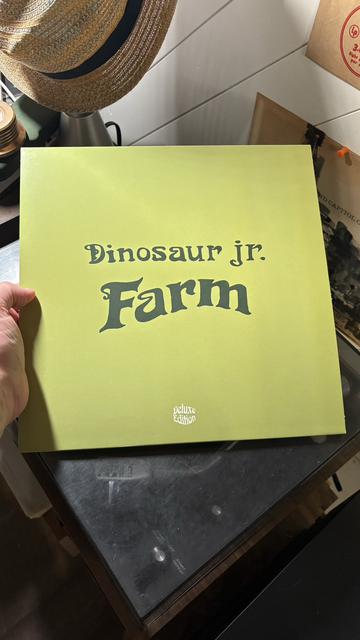 Dinosaur jr.
Farm
Deluxe
Edition